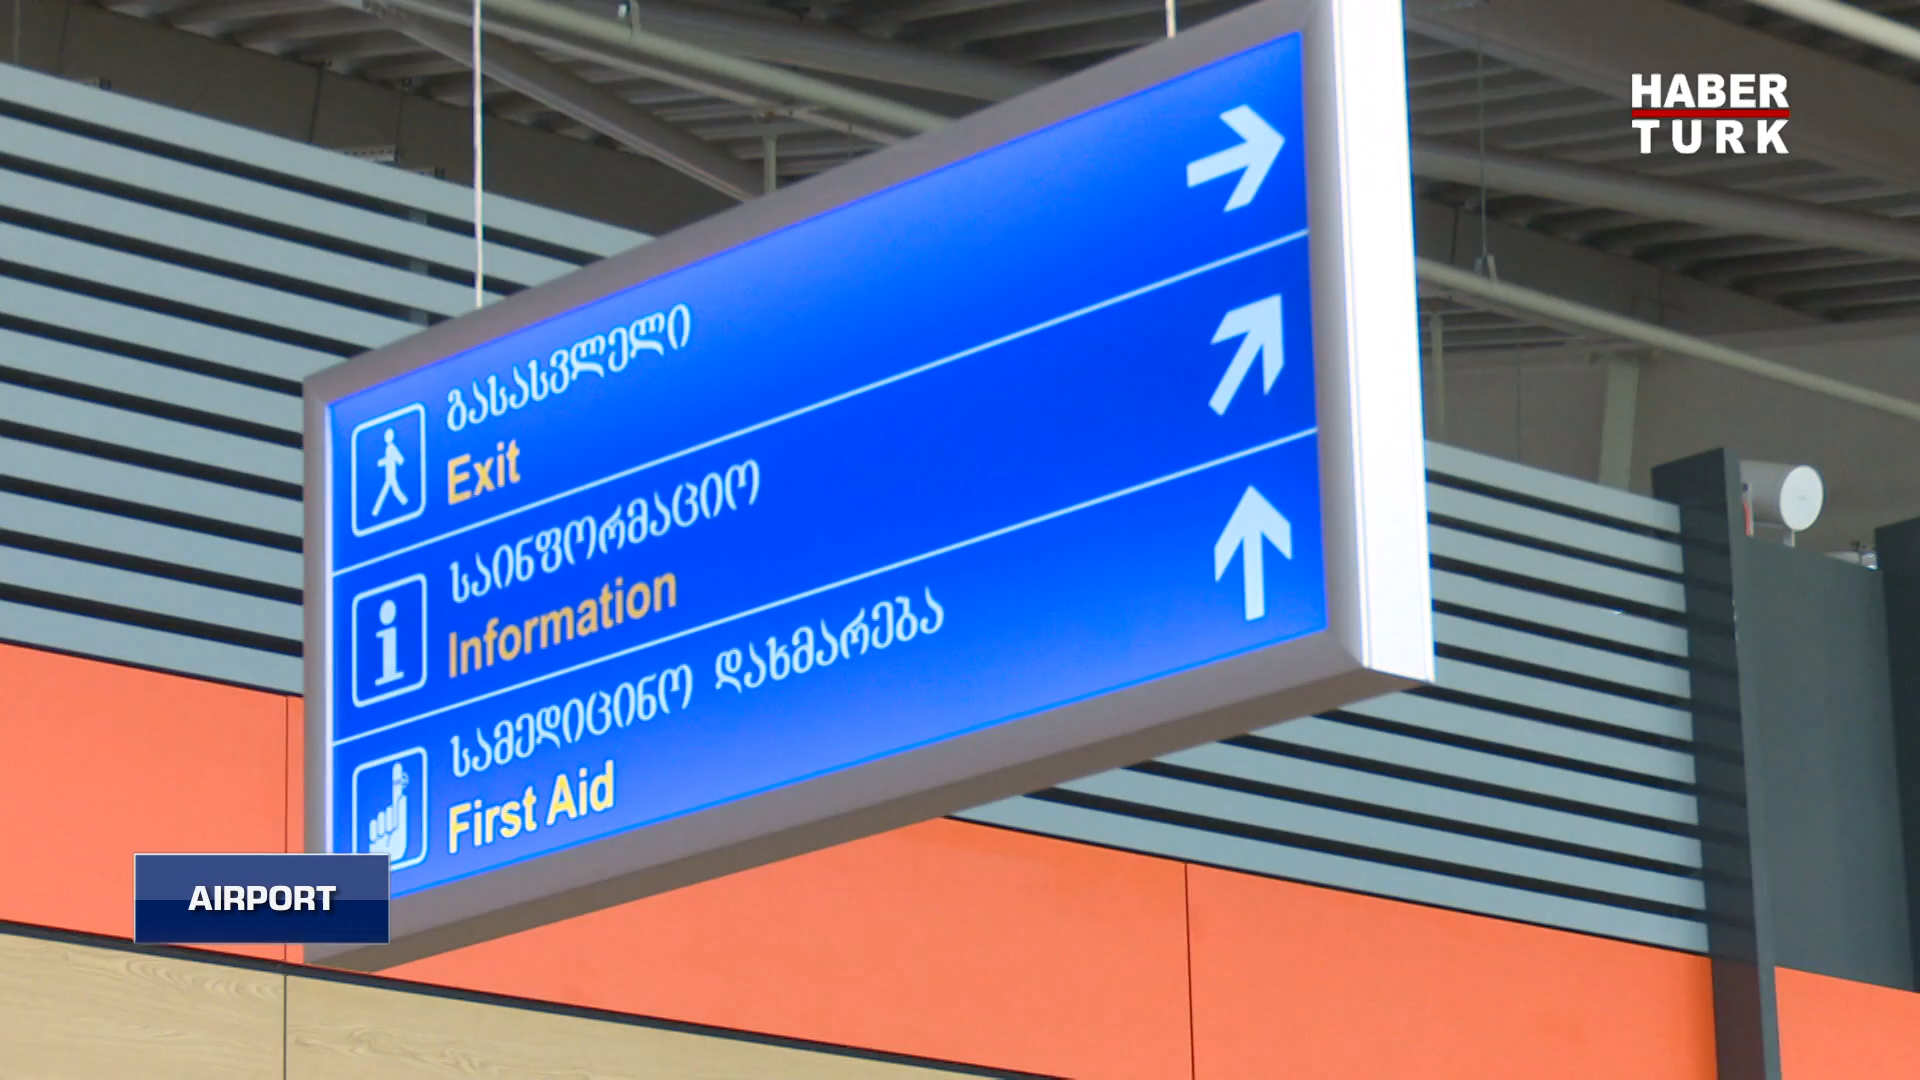 HABER
TURK
გასასვლელი
Exit
საინფორმაციო
Information
სამედიცინო დახმარება
First Aid
AIRPORT